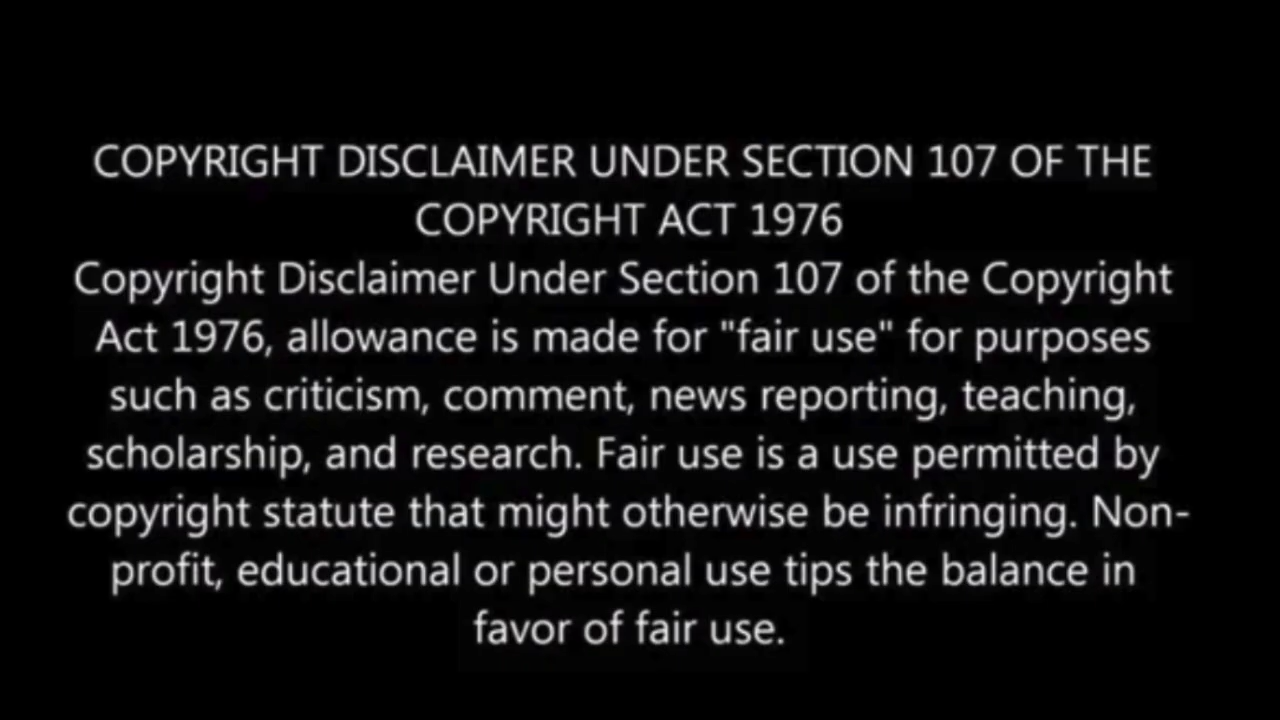 COPYRIGHT DISCLAIMER UNDER SECTION 107 OF THE
COPYRIGHT ACT 1976
Copyright Disclaimer Under Section 107 of the Copyright
Act 1976, allowance is made for "fair use" for purposes
such as criticism, comment, news reporting, teaching,
scholarship, and research. Fair use is a use permitted by
copyright statute that might otherwise be infringing. Non-
profit, educational or personal use tips the balance in
favor of fair use.